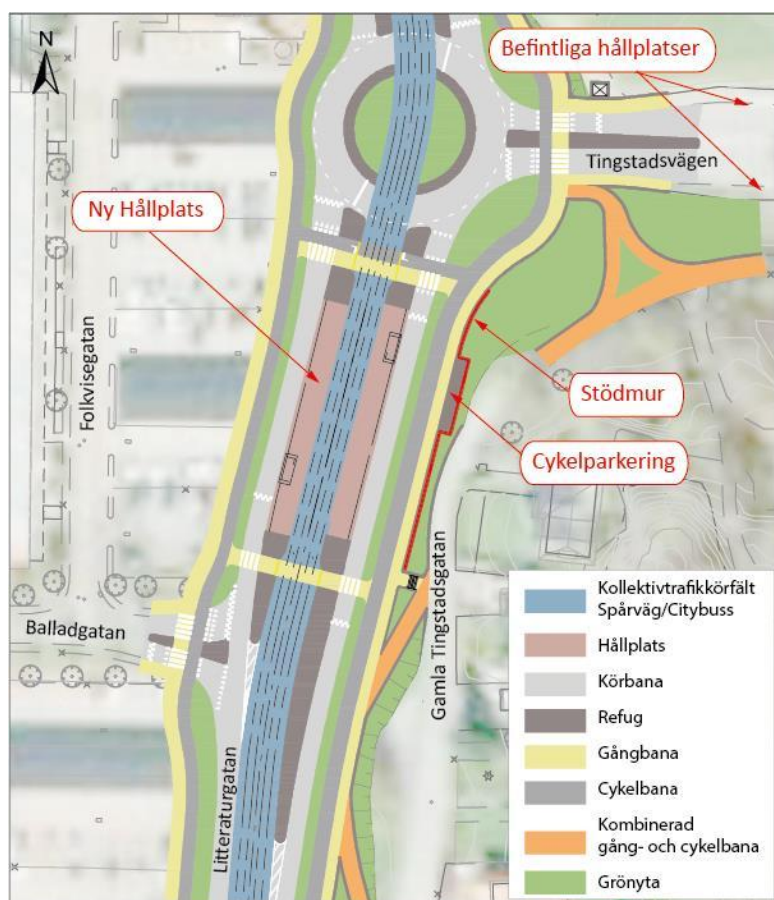 N
Befintliga hållplatser
Tingstadsvägen
Ny Hållplats
Folkvisegatan
Stödmur
Cykelparkering
Balladgatan
Gamla Tingstadsgatan
Litteraturgatan
Kollektivtrafikkörfält
Spårväg/Citybuss
Hållplats
Körbana
Refug
Gångbana
Cykelbana
Kombinerad
gång- och cykelbana
Grönyta